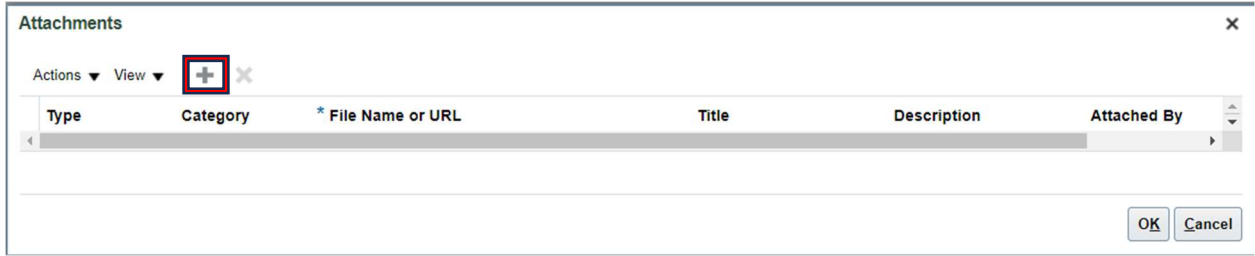 Attachments
Actions View
Type Category * File Name or URL Title Description Attached By
OK Cancel